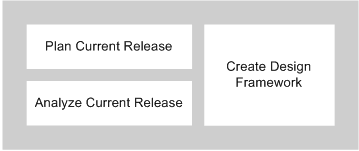 Plan Current Release
Analyze Current Release
Create Design
Framework